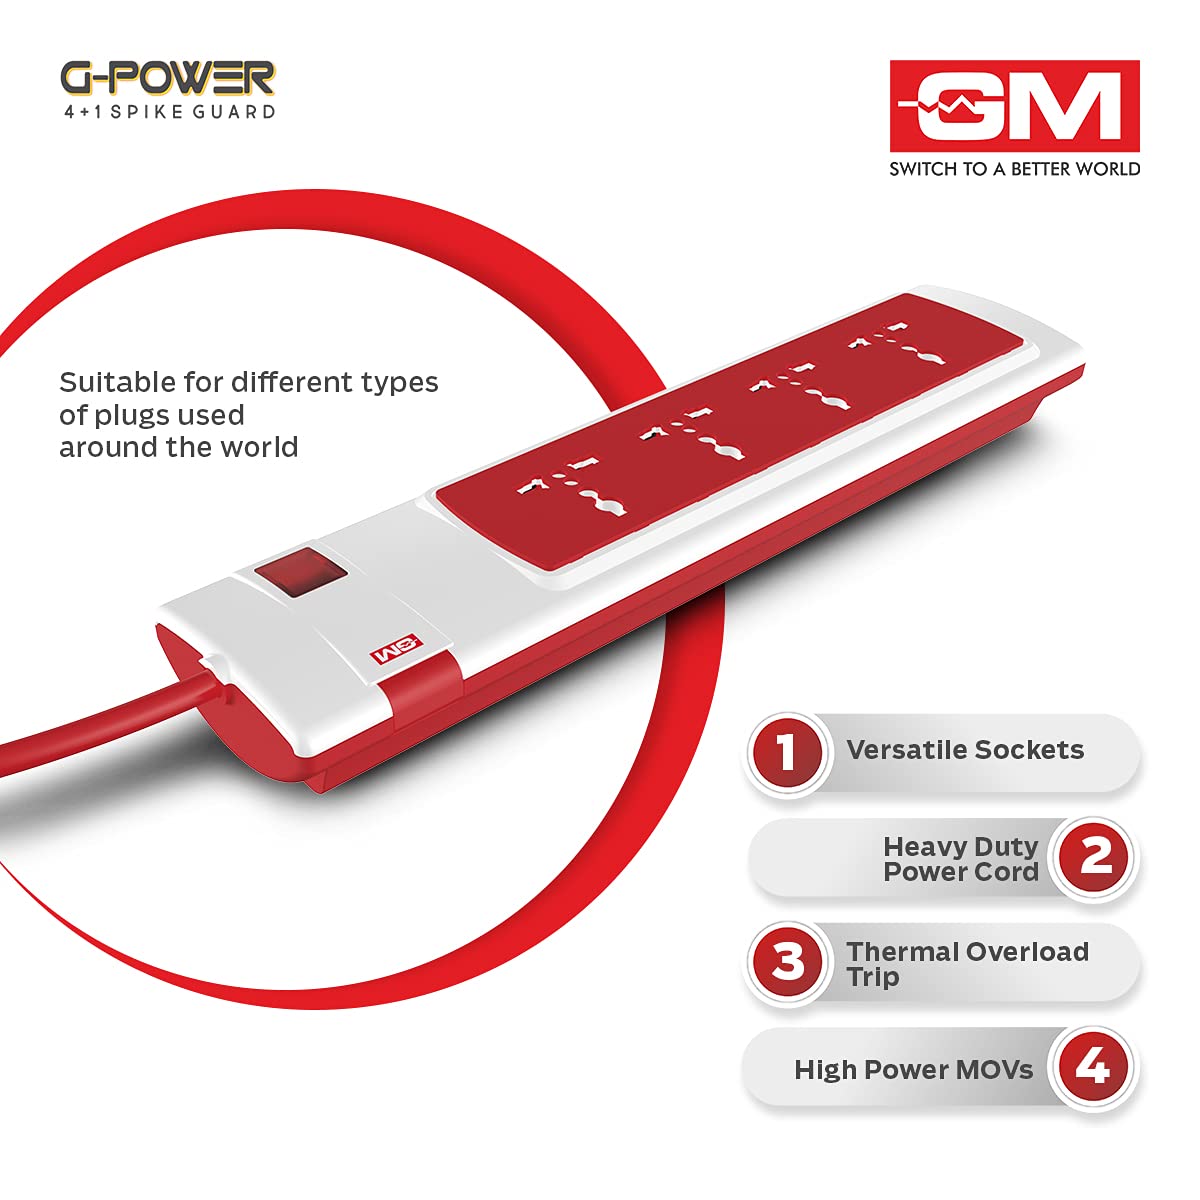 G-POWER
4+1 SPIKE GUARD
GM
SWITCH TO A BETTER WORLD
Suitable for different types
of plugs used
around the world
GM
1 Versatile Sockets
Heavy Duty
Power Cord 2
3 Thermal Overload
Trip
High Power MOVs 4